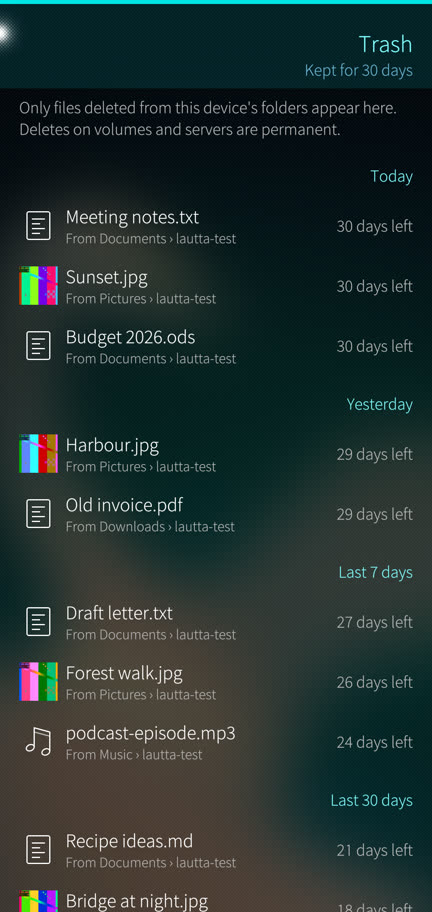 Trash
Kept for 30 days
Only files deleted from this device's folders appear here.
Deletes on volumes and servers are permanent.
Today
Meeting notes.txt
From Documents › lautta-test
30 days left
Sunset.jpg
From Pictures › lautta-test
30 days left
Budget 2026.ods
From Documents › lautta-test
30 days left
Yesterday
Harbour.jpg
From Pictures › lautta-test
29 days left
Old invoice.pdf
From Downloads › lautta-test
29 days left
Last 7 days
Draft letter.txt
From Documents › lautta-test
27 days left
Forest walk.jpg
From Pictures › lautta-test
26 days left
podcast-episode.mp3
From Music › lautta-test
24 days left
Last 30 days
Recipe ideas.md
From Documents › lautta-test
21 days left
Bridge at night.jpg
18 days left